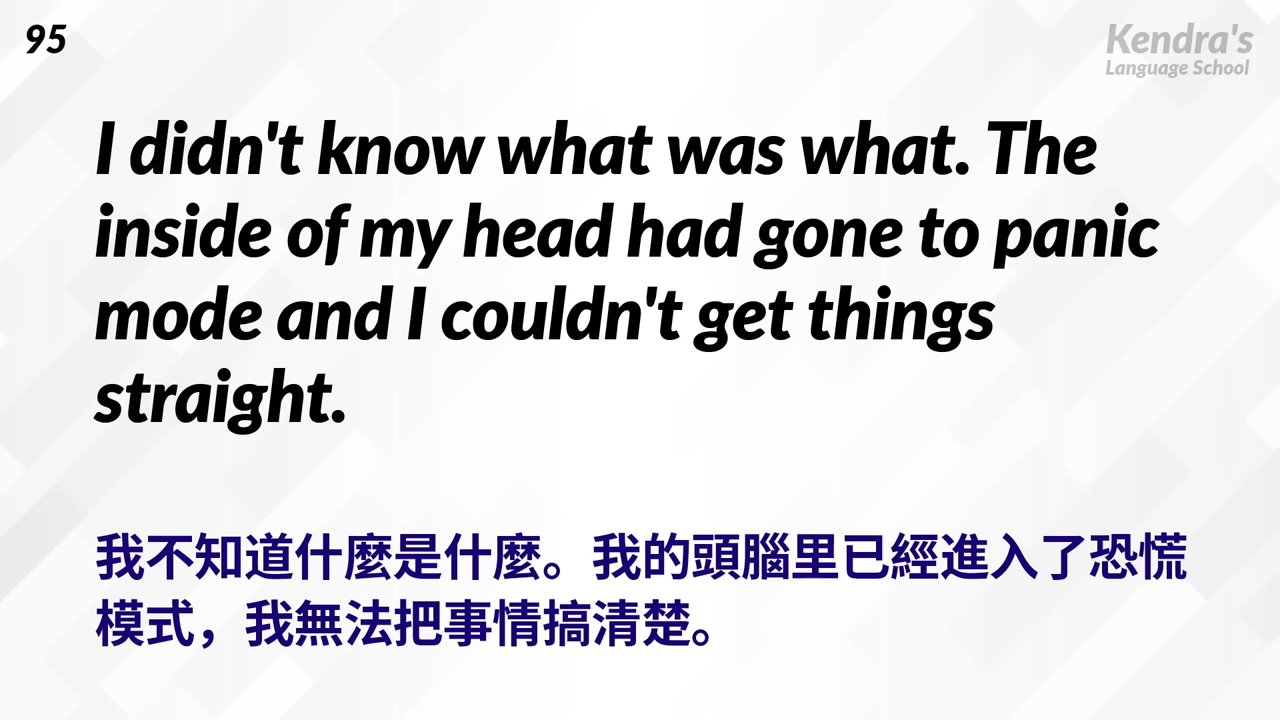 95
Kendra's
Language School
I didn't know what was what. The
inside of my head had gone to panic
mode and I couldn't get things
straight.
我不知道什麼是什麼。我的頭腦里已經進入了恐慌
模式，我無法把事情搞清楚。